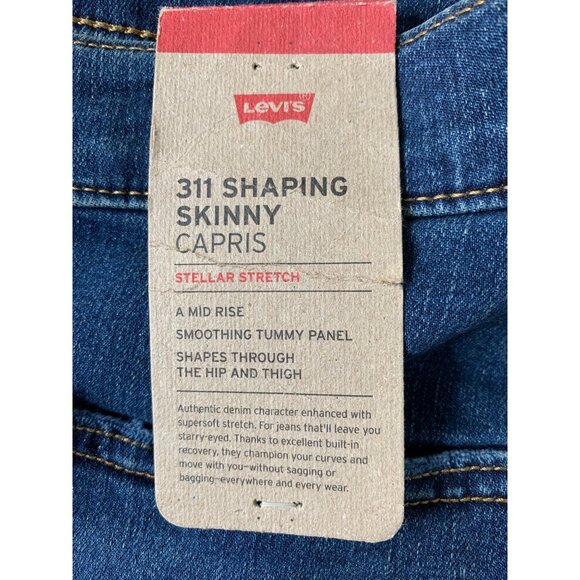 Levi's
311 SHAPING
SKINNY
CAPRIS
STELLAR STRETCH
A MID RISE
SMOOTHING TUMMY PANEL
SHAPES THROUGH
THE HIP AND THIGH
Authentic denim character enhanced with
supersoft stretch. For jeans that'll leave you
starry-eyed. Thanks to excellent built-in
recovery, they champion your curves and
move with you—without sagging or
bagging—everywhere and every wear.